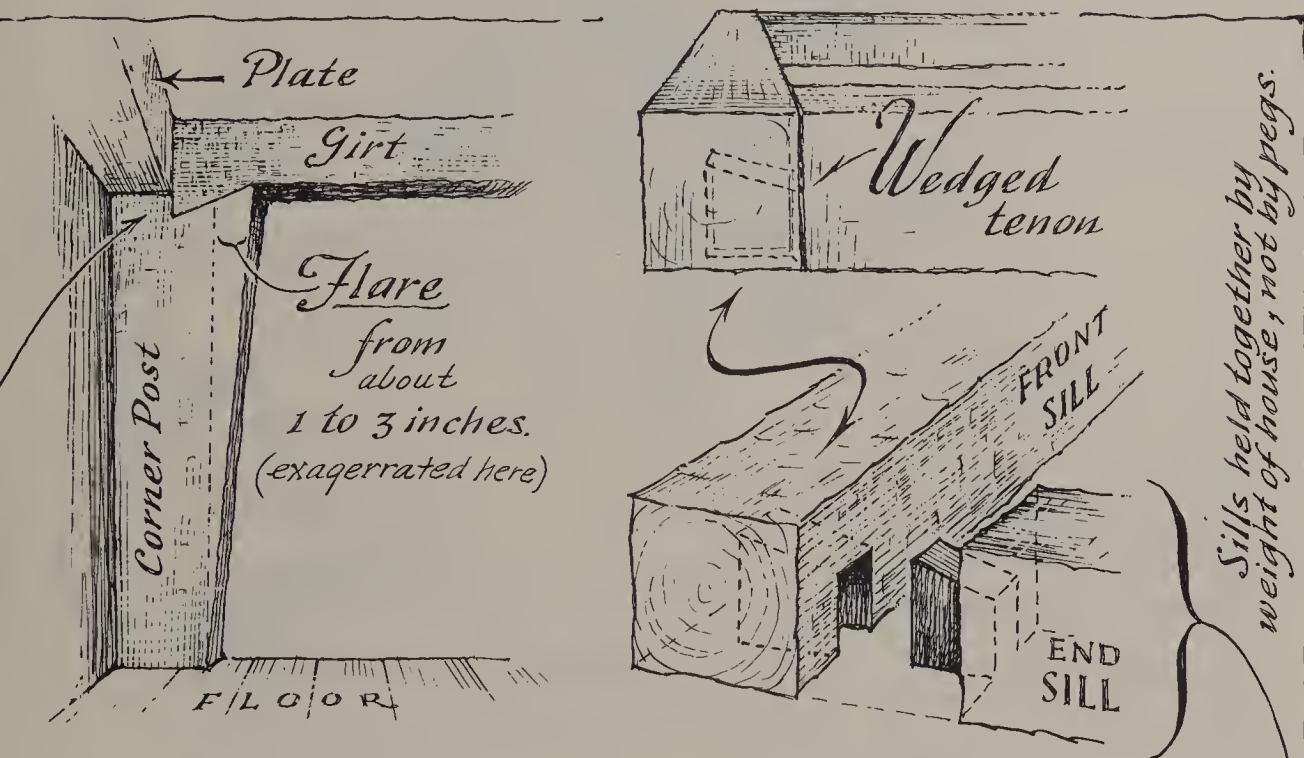 Plate
Girt
Flare
from
about
1 to 3 inches.
(exagerrated here)
Corner Post
FLOOR
Wedged
tenon
FRONT
SILL
END
SILL
Sills held together by
weight of house, not by pegs.